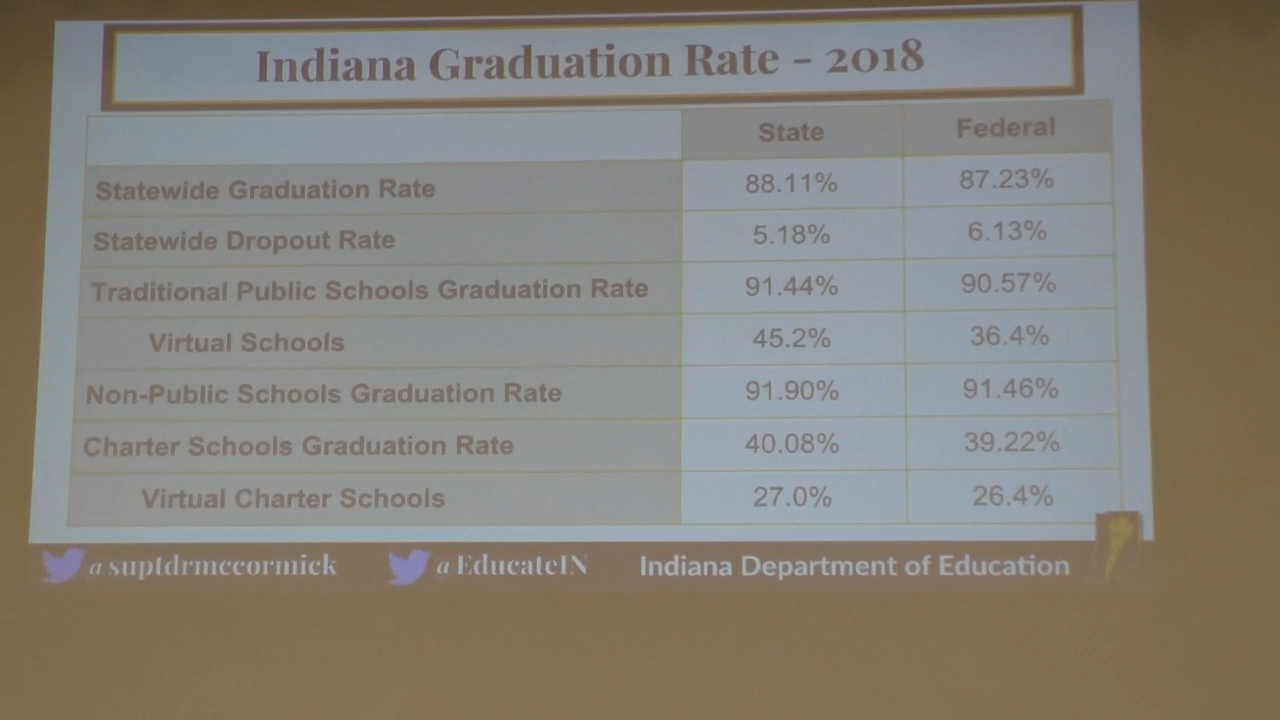 Indiana Graduation Rate - 2018
State Federal
Statewide Graduation Rate 88.11% 87.23%
Statewide Dropout Rate 5.18% 6.13%
Traditional Public Schools Graduation Rate 91.44% 90.57%
Virtual Schools 45.2% 36.4%
Non-Public Schools Graduation Rate 91.90% 91.46%
Charter Schools Graduation Rate 40.08% 39.22%
Virtual Charter Schools 27.0% 26.4%
@suptdrmccormick @EducateIN Indiana Department of Education